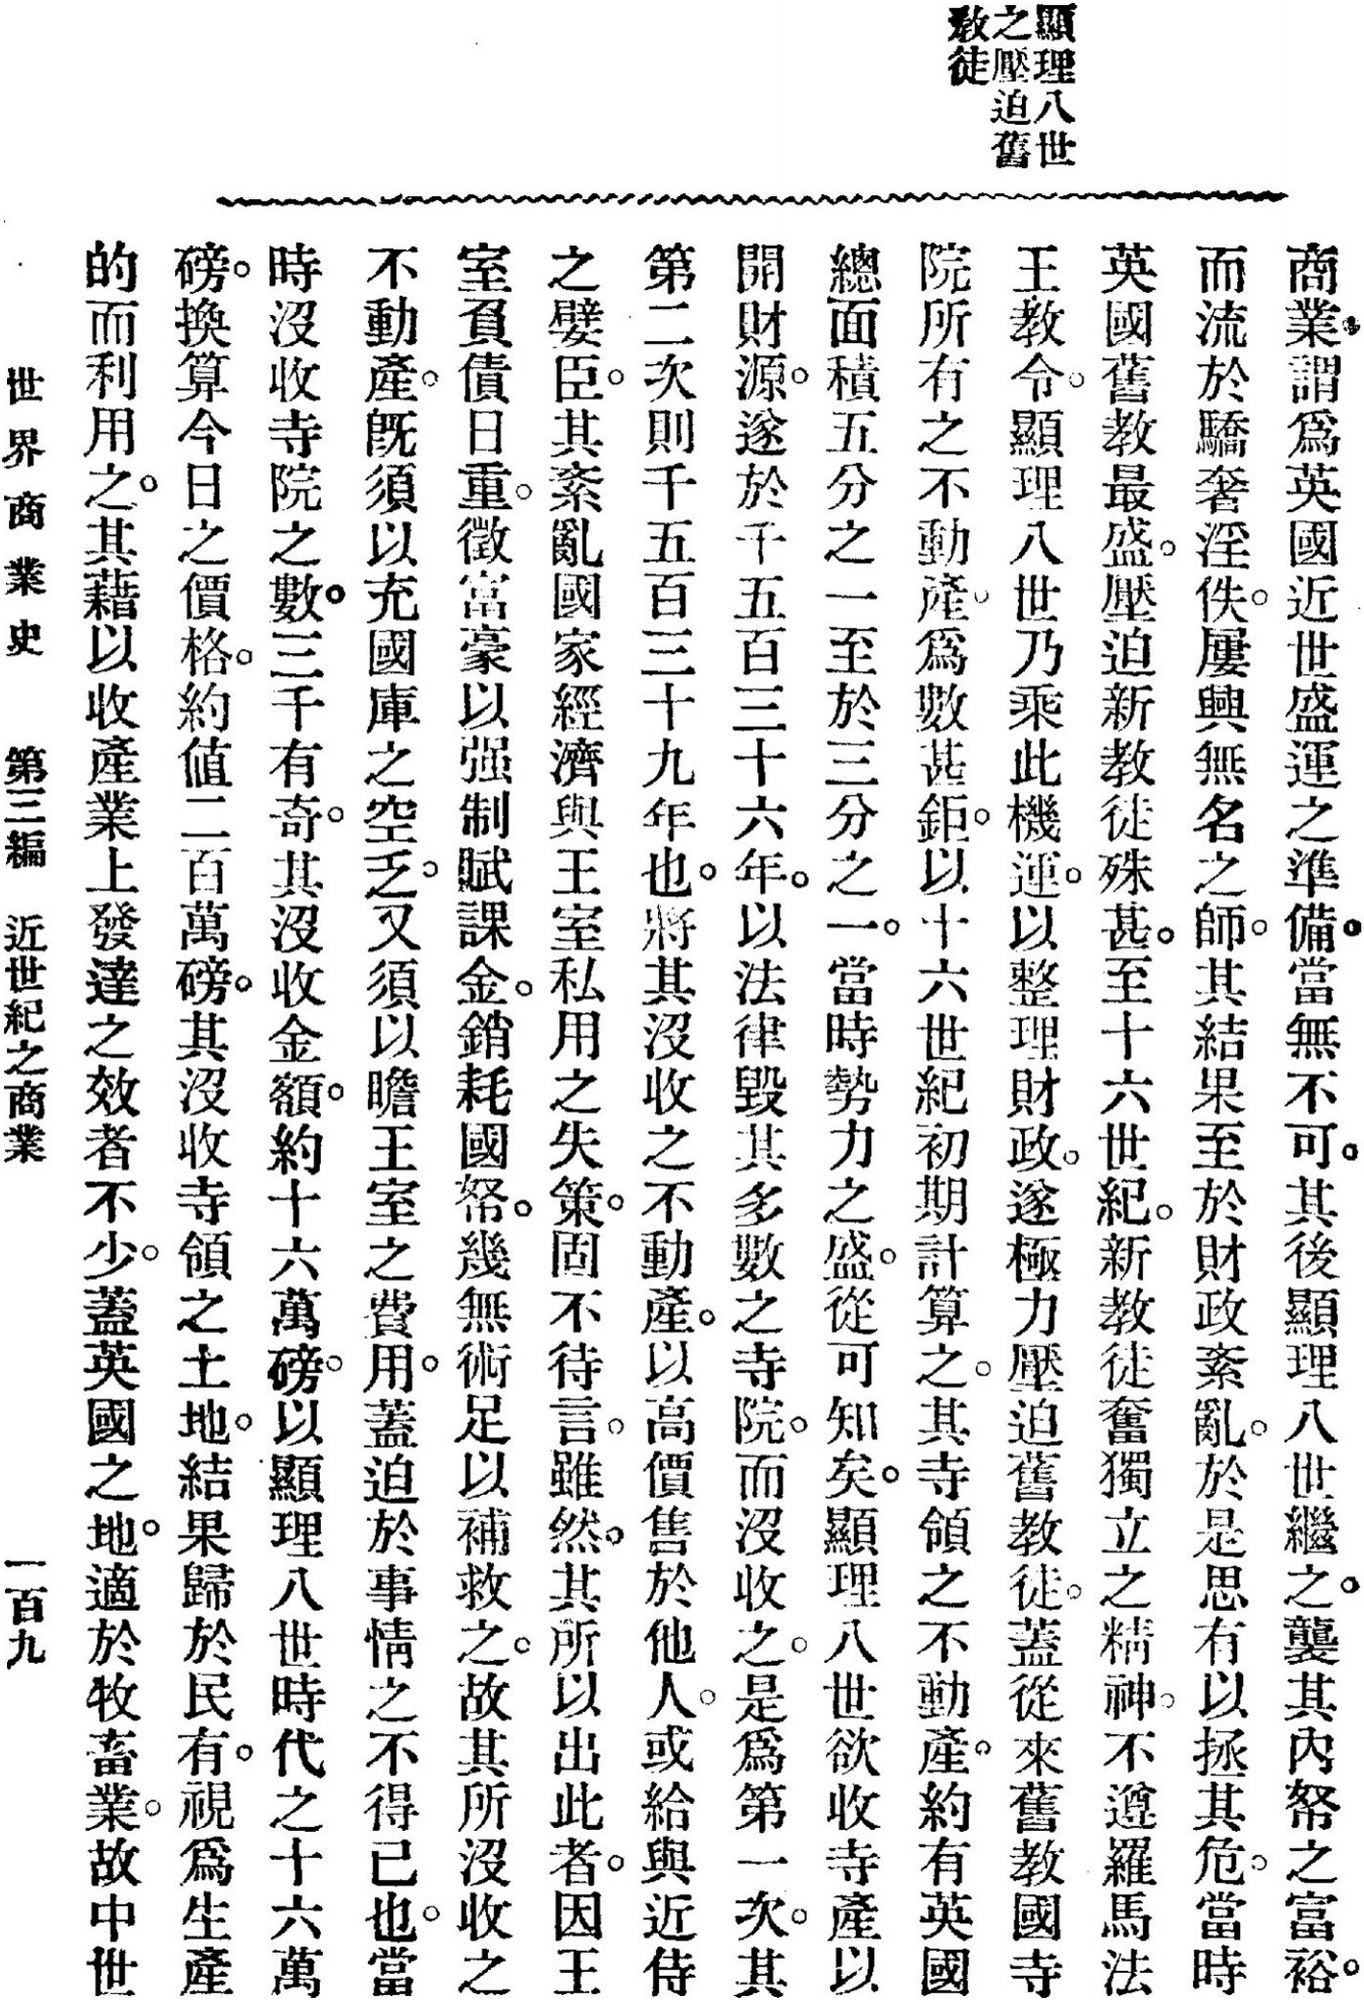 顯理八世
之壓迫舊
教徒
商業。謂爲英國近世盛運之準備。當無不可。其後顯理八世繼之。襲其內帑之富裕。
而流於驕奢淫佚。屢興無名之師。其結果至於財政紊亂。於是思有以拯其危。當時
英國舊教最盛。壓迫新教徒殊甚。至十六世紀。新教徒奮獨立之精神。不遵羅馬法
王教令。顯理八世乃乘此機運。以整理財政。遂極力壓迫舊教徒。蓋從來舊教國寺
院所有之不動產。爲數甚鉅。以十六世紀初期計算之。其寺領之不動產。約有英國
總面積五分之一至於三分之一。當時勢力之盛。從可知矣。顯理八世欲收寺產以
開財源。遂於千五百三十六年。以法律毀其多數之寺院。而沒收之。是爲第一次。其
第二次則千五百三十九年也。將其沒收之不動產。以高價售於他人。或給與近侍
之嬖臣。其紊亂國家經濟與王室私用之失策。固不待言。雖然。其所以出此者。因王
室負債日重。徵富豪以强制賦課金。銷耗國帑。幾無術足以補救之。故其所沒收之
不動產。旣須以充國庫之空乏。又須以瞻王室之費用。蓋迫於事情之不得已也。當
時沒收寺院之數。三千有奇。其沒收金額。約十六萬磅。以顯理八世時代之十六萬
磅。換算今日之價格。約値二百萬磅。其沒收寺領之土地。結果歸於民有。視爲生產
的而利用之。其藉以收產業上發達之效者不少。蓋英國之地。適於牧畜業。故中世
世界商業史 第三編 近世紀之商業 一百九